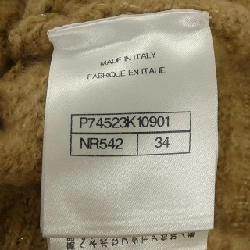 MADE IN ITALY
FABRIQUE EN ITALIE
P74523K10901
NR542 34